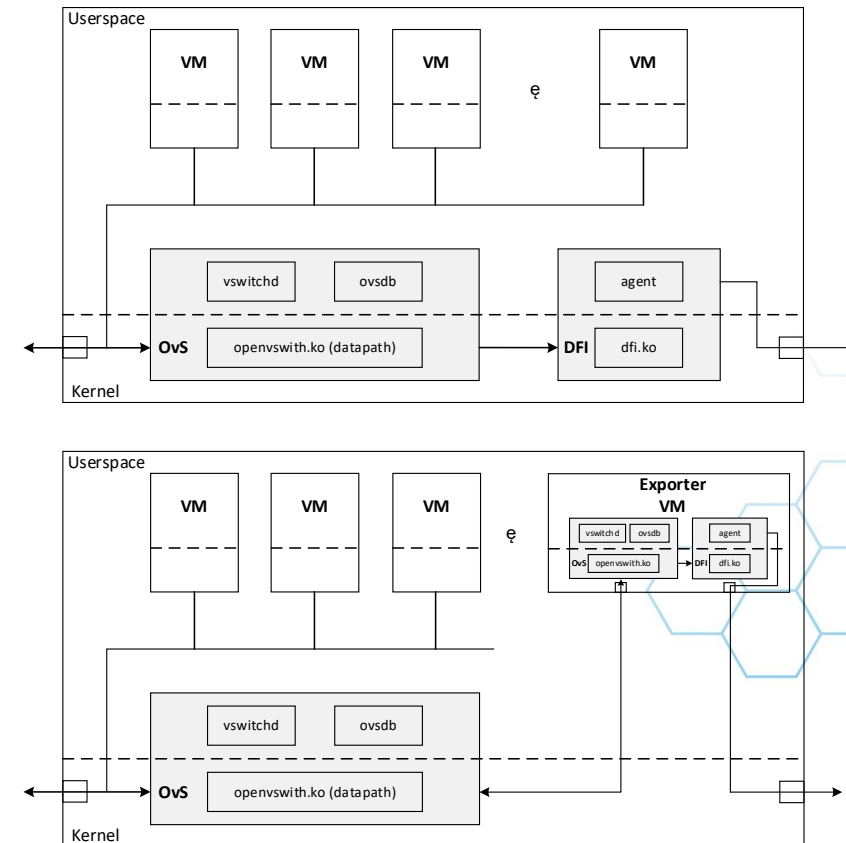 Userspace
VM VM VM ę VM
vswitchd ovsdb agent
OvS openvswith.ko (datapath) DFI dfi.ko
Kernel
Userspace
Exporter
VM VM VM VM
ę
vswitchd ovsdb agent
OvS openvswith.ko DFI dfi.ko
vswitchd ovsdb
OvS openvswith.ko (datapath)
Kernel